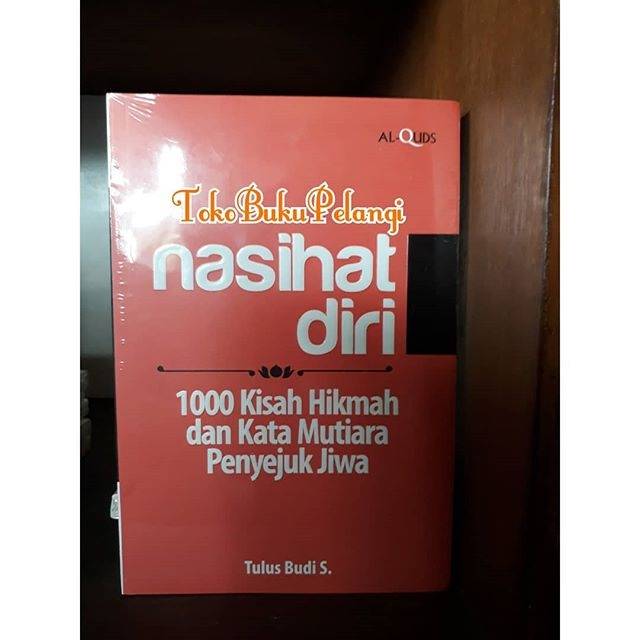 AL-QUDS
Toko Buku Pelangi
nasihat
diri
1000 Kisah Hikmah
dan Kata Mutiara
Penyejuk Jiwa
Tulus Budi S.